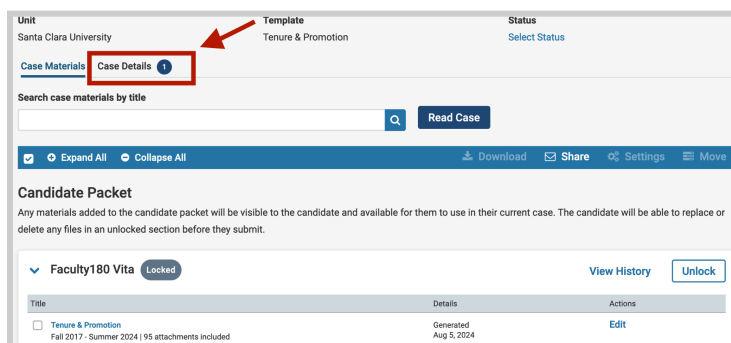 Unit Template Status
Santa Clara University Tenure & Promotion Select Status
Case Materials Case Details 1
Search case materials by title
Read Case
Expand All Collapse All Download Share Settings Move
Candidate Packet
Any materials added to the candidate packet will be visible to the candidate and available for them to use in their current case. The candidate will be able to replace or
delete any files in an unlocked section before they submit.
Faculty180 Vita Locked View History Unlock
Title Details Actions
Tenure & Promotion Generated Edit
Fall 2017 - Summer 2024 | 95 attachments included Aug 5, 2024